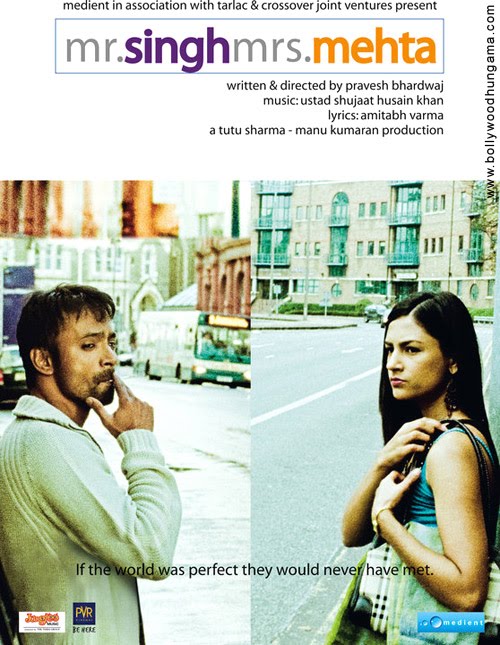 medient in association with tarlac & crossover joint ventures present
mr.singhmrs.mehta
written & directed by pravesh bhardwaj
music: ustad shujaat husain khan
lyrics: amitabh varma
a tutu sharma - manu kumaran production
www.bollywoodhungama.com
If the world was perfect they would never have met.
PVR
BE HERE
medient